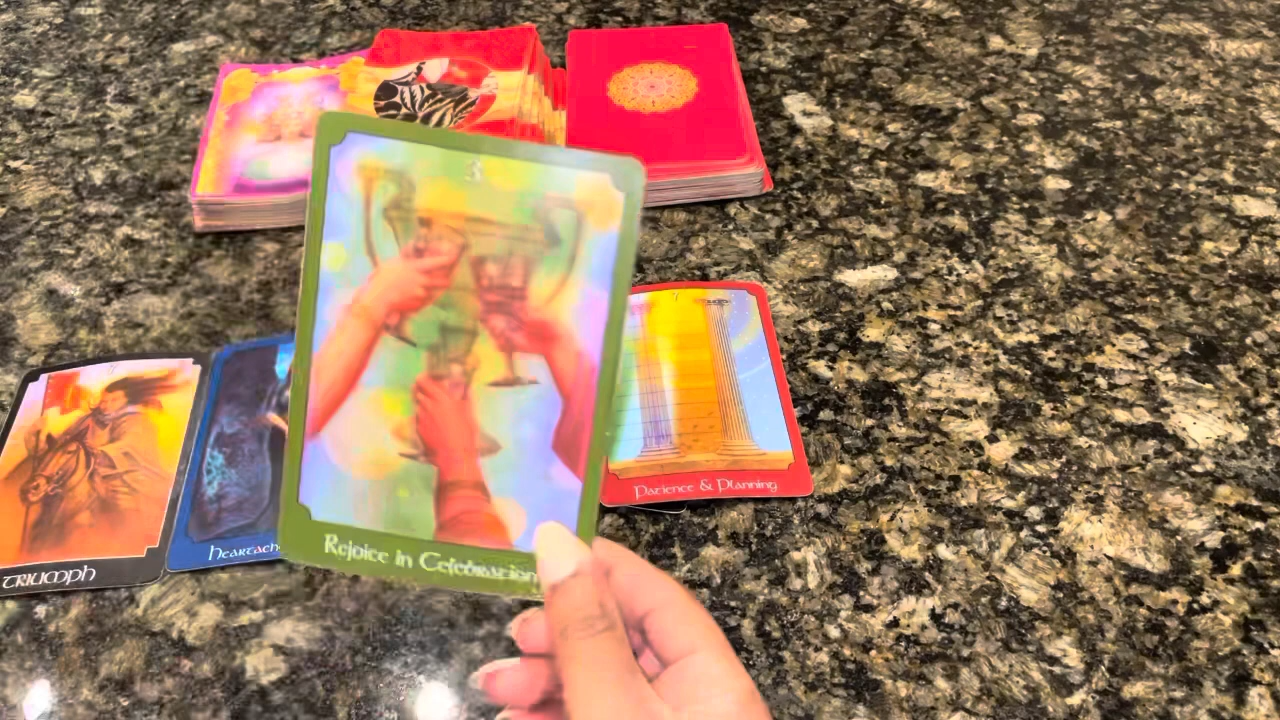 3
Rejoice in Celebration
Patience & Planning
heartach
TRIUMPH